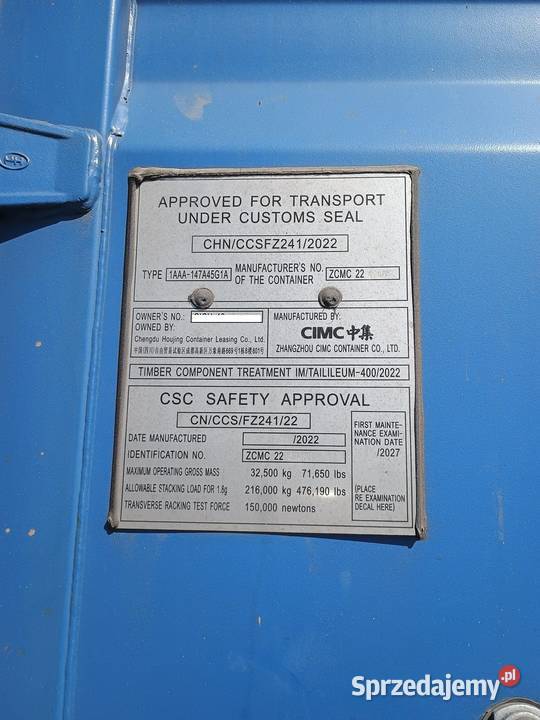 APPROVED FOR TRANSPORT
UNDER CUSTOMS SEAL
CHN/CCSFZ241/2022
TYPE 1AAA-147A45G1A MANUFACTURER'S NO. OF THE CONTAINER ZCMC 22
OWNER'S NO.:
OWNED BY:
Chengdu Houjing Container Leasing Co., Ltd.
MANUFACTURED BY:
CIMC 中集
ZHANGZHOU CIMC CONTAINER CO., LTD.
TIMBER COMPONENT TREATMENT IM/TAILILEUM-400/2022
CSC SAFETY APPROVAL
CN/CCS/FZ241/22
DATE MANUFACTURED /2022
IDENTIFICATION NO. ZCMC 22
MAXIMUM OPERATING GROSS MASS 32,500 kg 71,650 lbs
ALLOWABLE STACKING LOAD FOR 1.8g 216,000 kg 476,190 lbs
TRANSVERSE RACKING TEST FORCE 150,000 newtons
FIRST MAINTE-
NANCE EXAMI-
NATION DATE
/2027
(PLACE
RE EXAMINATION
DECAL HERE)
Sprzedajemy.pl